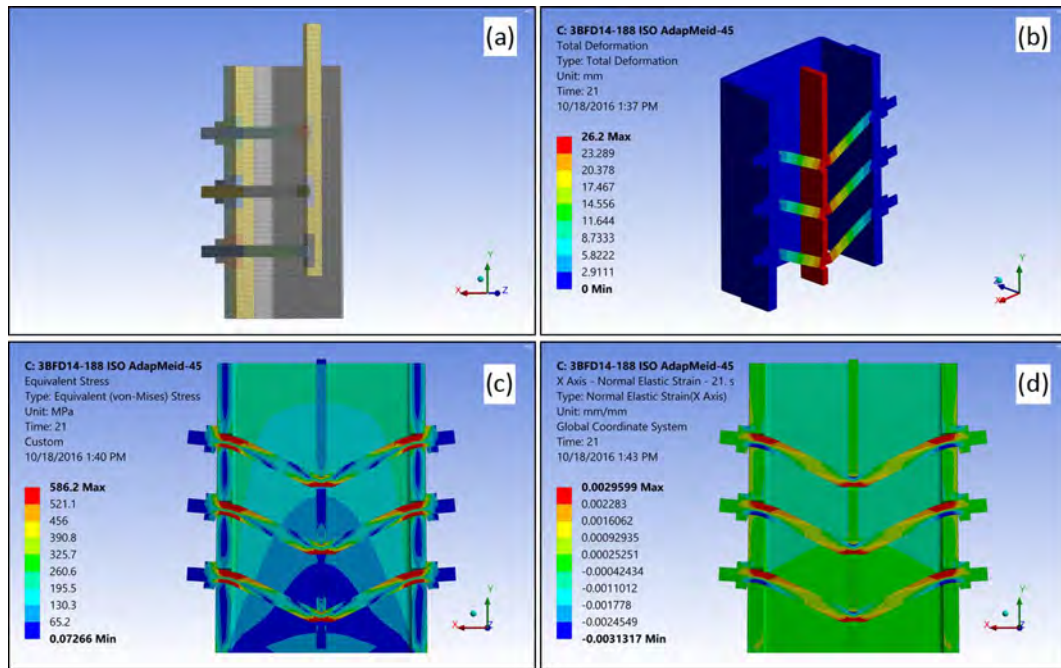 (a)
Y
X
Z
(b)
C: 3BFD14-188 ISO AdapMeid-45
Total Deformation
Type: Total Deformation
Unit: mm
Time: 21
10/18/2016 1:37 PM
26.2 Max
23.289
20.378
17.467
14.556
11.644
8.7333
5.8222
2.9111
0 Min
Y
Z
X
(c)
C: 3BFD14-188 ISO AdapMeid-45
Equivalent Stress
Type: Equivalent (von-Mises) Stress
Unit: MPa
Time: 21
Custom
10/18/2016 1:40 PM
586.2 Max
521.1
456
390.8
325.7
260.6
195.5
130.3
65.2
0.07266 Min
Y
X
Z
(d)
C: 3BFD14-188 ISO AdapMeid-45
X Axis - Normal Elastic Strain - 21. s
Type: Normal Elastic Strain(X Axis)
Unit: mm/mm
Global Coordinate System
Time: 21
10/18/2016 1:43 PM
0.0029599 Max
0.002283
0.0016062
0.00092935
0.00025251
-0.00042434
-0.0011012
-0.001778
-0.0024549
-0.0031317 Min
Y
X
Z